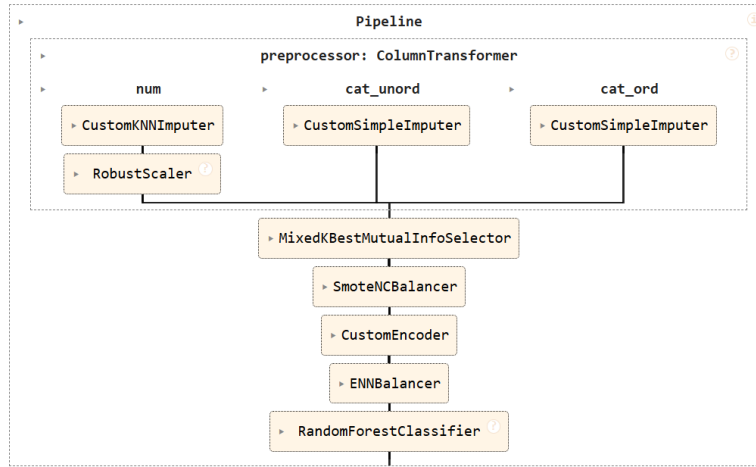 Pipeline
preprocessor: ColumnTransformer
num cat_unord cat_ord
CustomKNNImputer CustomSimpleImputer CustomSimpleImputer
RobustScaler ?
MixedKBestMutualInfoSelector
SmoteNCBalancer
CustomEncoder
ENNBalancer
RandomForestClassifier ?